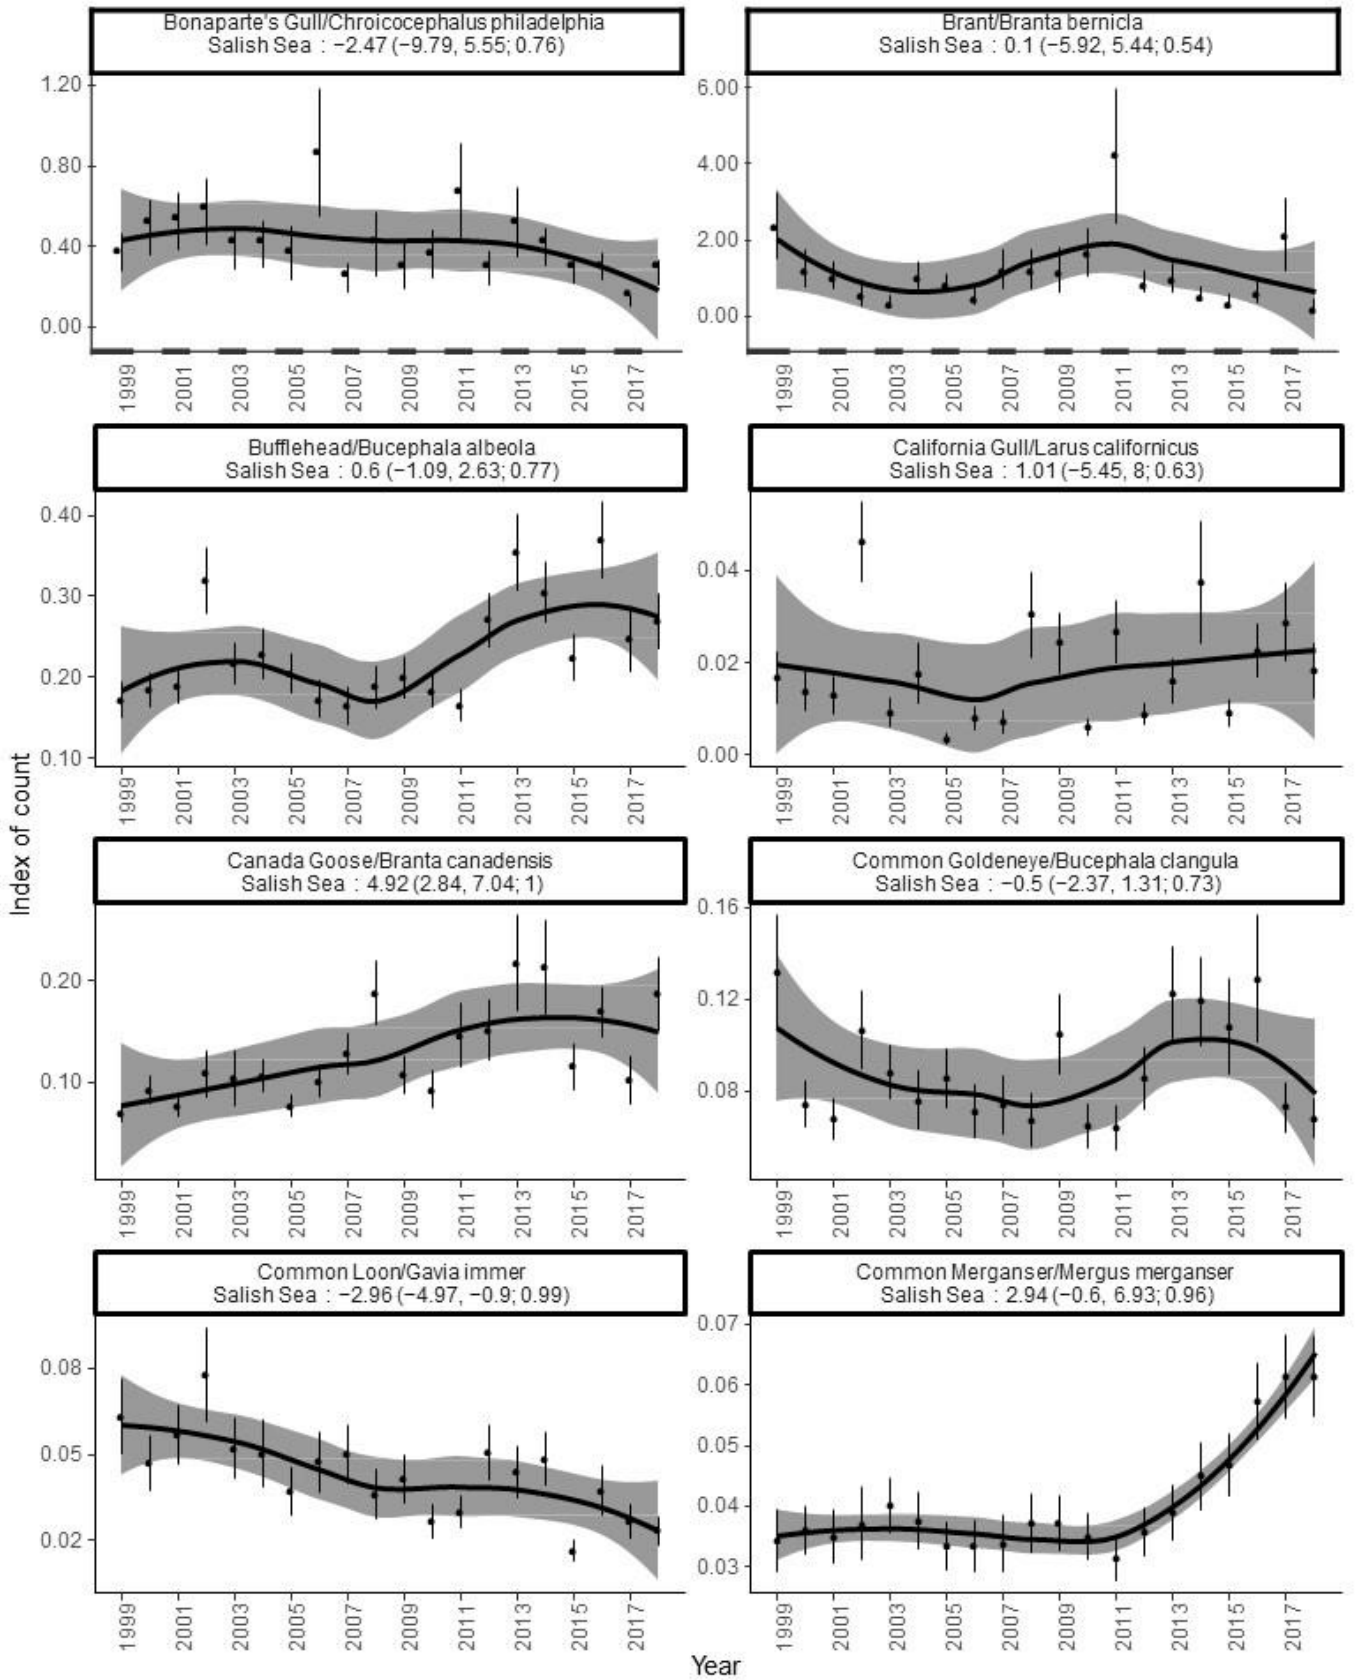 Bonaparte's Gull/Chroicocephalus philadelphia
Salish Sea : −2.47 (−9.79, 5.55; 0.76)
1.20
0.80
0.40
0.00
1999 2001 2003 2005 2007 2009 2011 2013 2015 2017
Brant/Branta bernicla
Salish Sea : 0.1 (−5.92, 5.44; 0.54)
6.00
4.00
2.00
0.00
1999 2001 2003 2005 2007 2009 2011 2013 2015 2017
Bufflehead/Bucephala albeola
Salish Sea : 0.6 (−1.09, 2.63; 0.77)
0.40
0.30
0.20
0.10
1999 2001 2003 2005 2007 2009 2011 2013 2015 2017
California Gull/Larus californicus
Salish Sea : 1.01 (−5.45, 8; 0.63)
0.04
0.02
0.00
1999 2001 2003 2005 2007 2009 2011 2013 2015 2017
Index of count
Canada Goose/Branta canadensis
Salish Sea : 4.92 (2.84, 7.04; 1)
0.20
0.10
1999 2001 2003 2005 2007 2009 2011 2013 2015 2017
Common Goldeneye/Bucephala clangula
Salish Sea : −0.5 (−2.37, 1.31; 0.73)
0.16
0.12
0.08
1999 2001 2003 2005 2007 2009 2011 2013 2015 2017
Common Loon/Gavia immer
Salish Sea : −2.96 (−4.97, −0.9; 0.99)
0.08
0.05
0.02
1999 2001 2003 2005 2007 2009 2011 2013 2015 2017
Common Merganser/Mergus merganser
Salish Sea : 2.94 (−0.6, 6.93; 0.96)
0.07
0.06
0.05
0.04
0.03
1999 2001 2003 2005 2007 2009 2011 2013 2015 2017
Year